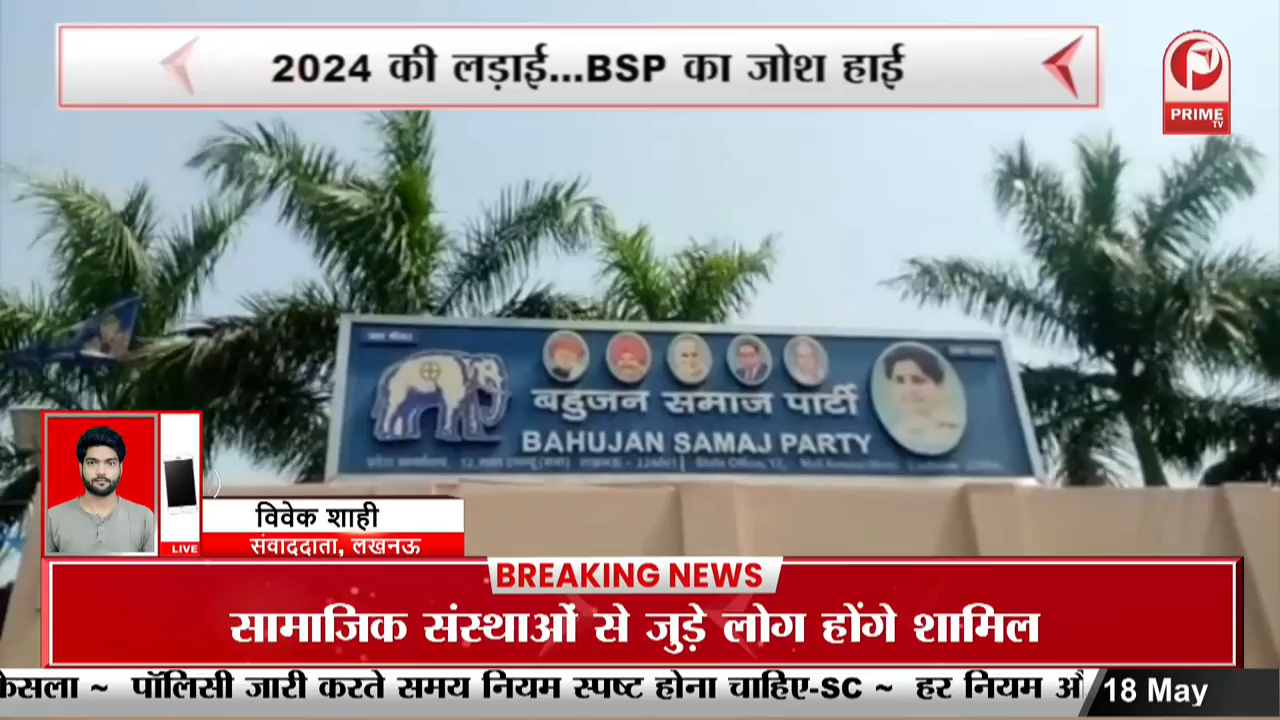 2024 की लड़ाई...BSP का जोश हाई
PRIME
TV
बहुजन समाज पार्टी
BAHUJAN SAMAJ PARTY
विवेक शाही
LIVE
संवाददाता, लखनऊ
BREAKING NEWS
सामाजिक संस्थाओं से जुड़े लोग होंगे शामिल
~ पॉलिसी जारी करते समय नियम स्पष्ट होना चाहिए-SC ~ हर नियम
18 May